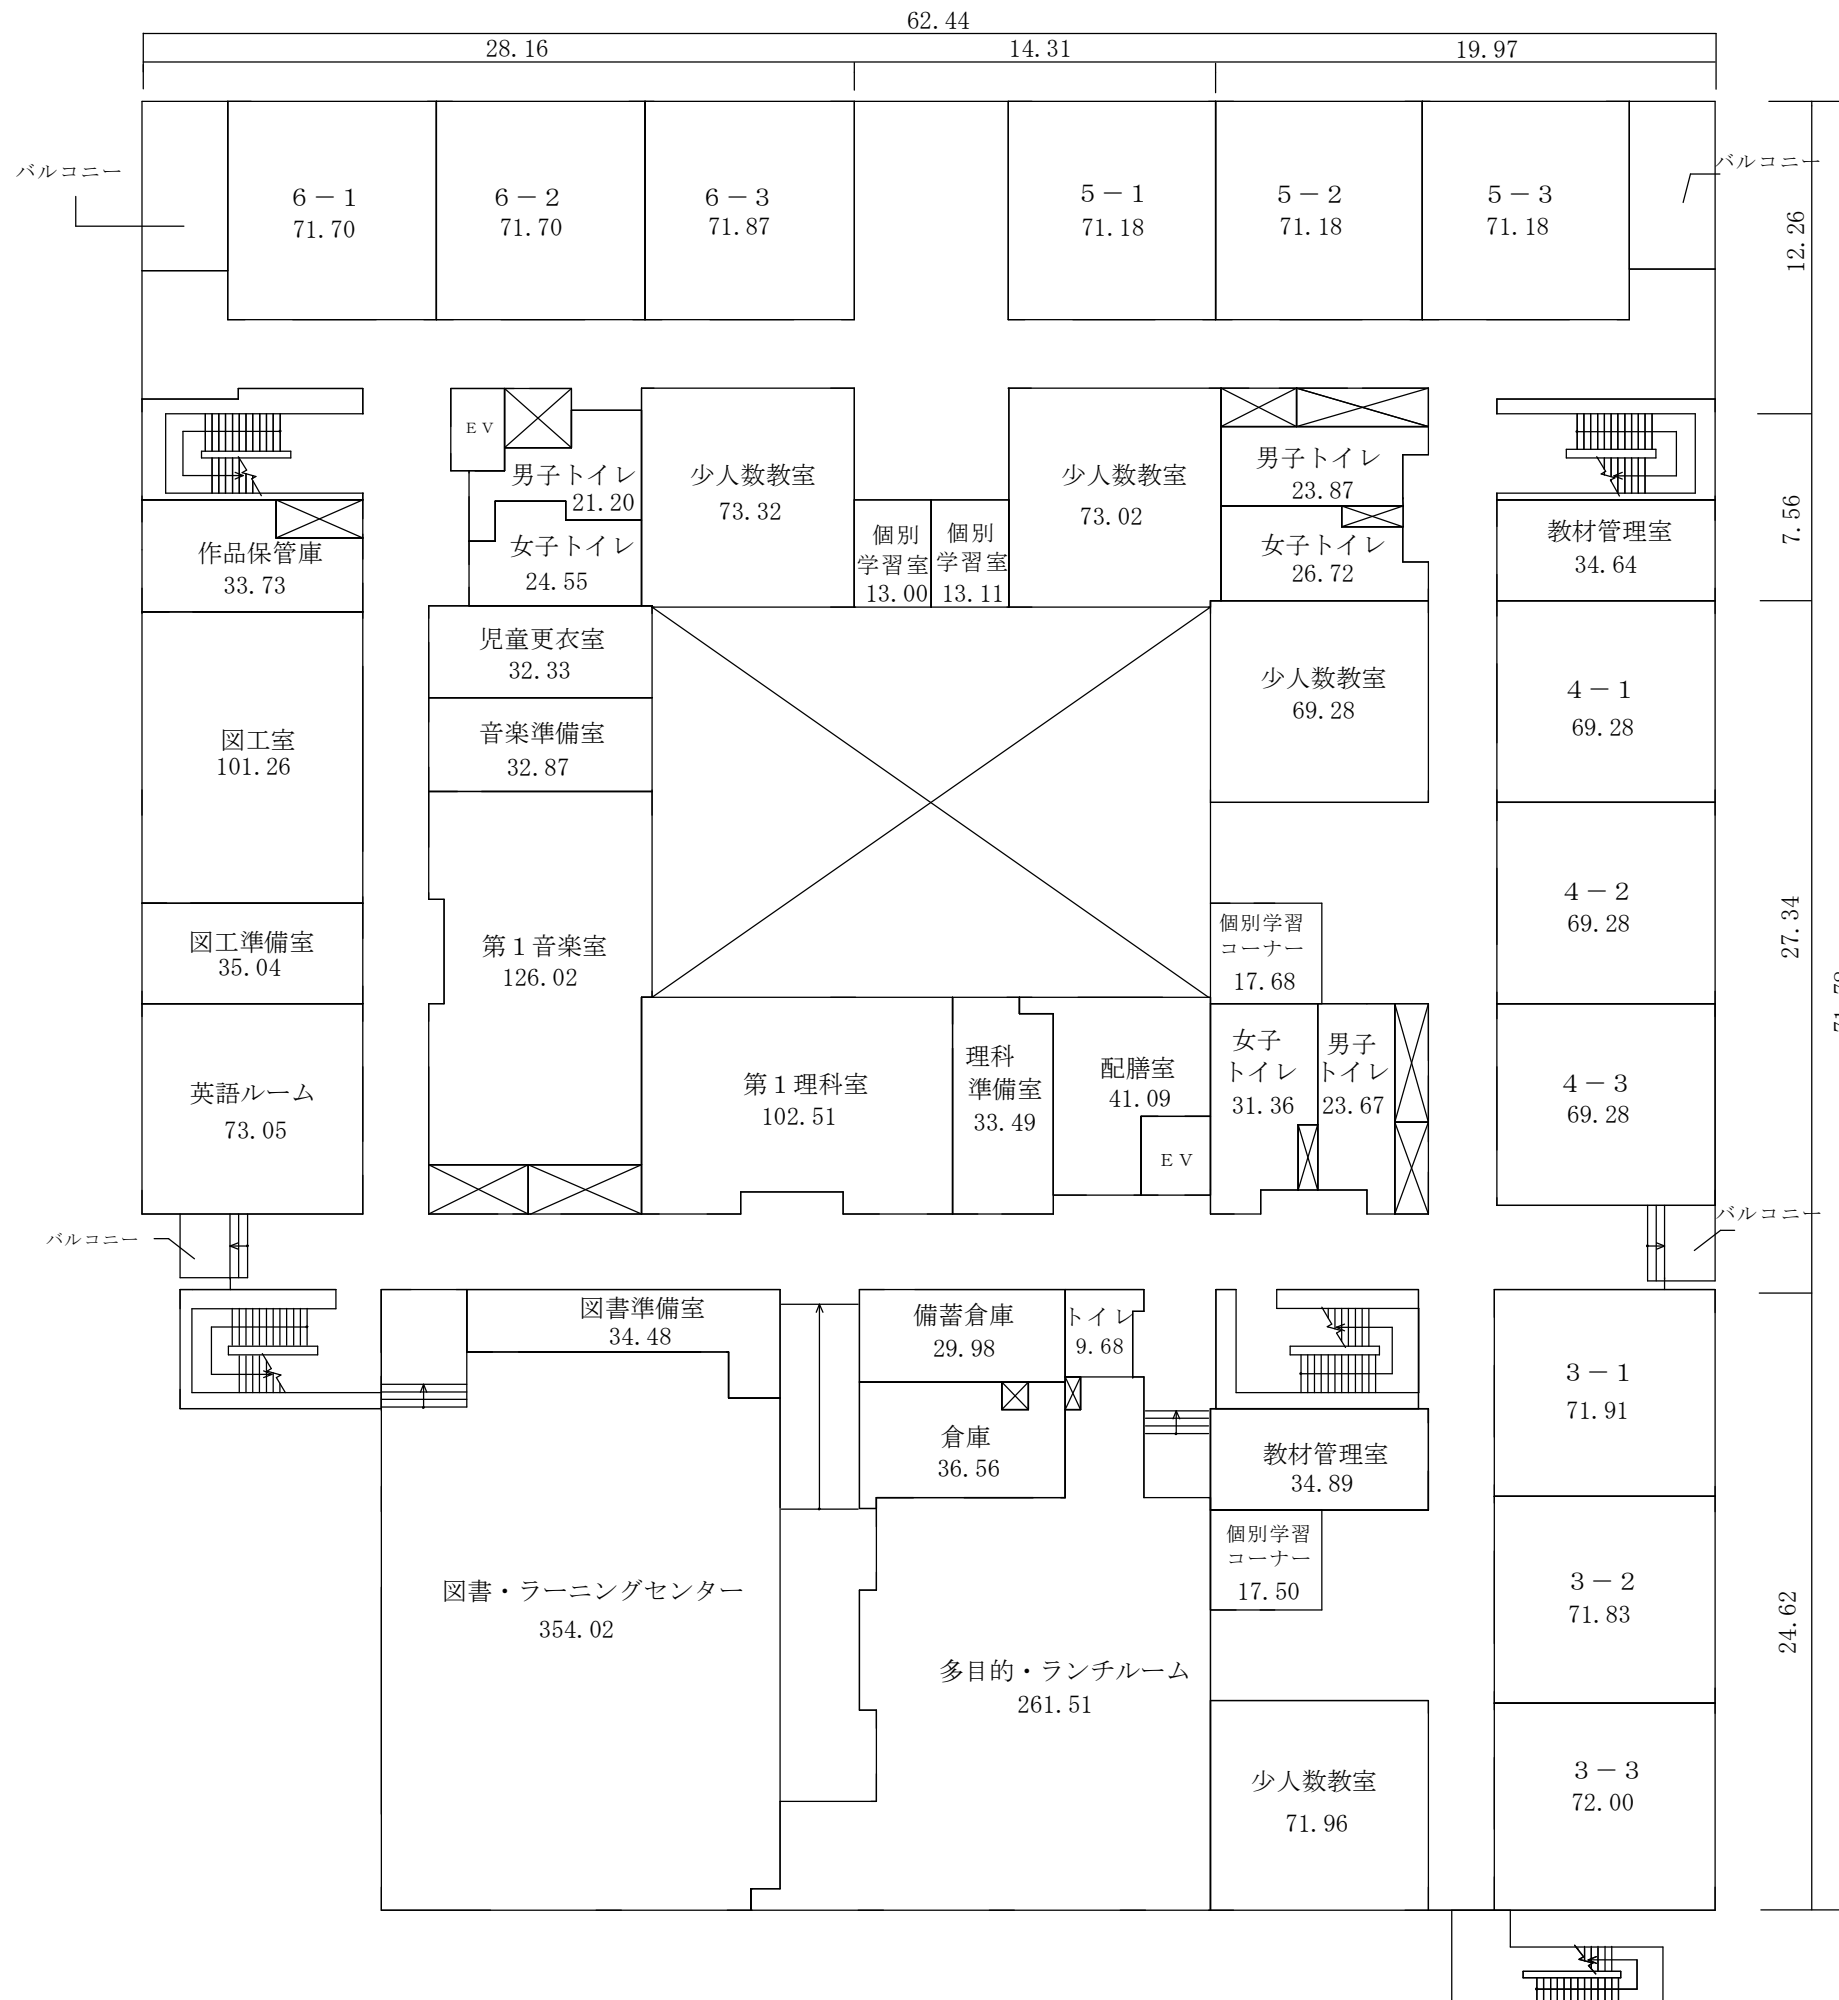 62.44
28.16
14.31
19.97
バルコニー
6－1
71.70
6－2
71.70
6－3
71.87
5－1
71.18
5－2
71.18
5－3
71.18
バルコニー
12.26
EV
男子トイレ
21.20
女子トイレ
24.55
少人数教室
73.32
個別
学習室
13.00
個別
学習室
13.11
少人数教室
73.02
男子トイレ
23.87
女子トイレ
26.72
教材管理室
34.64
7.56
作品保管庫
33.73
児童更衣室
32.33
音楽準備室
32.87
少人数教室
69.28
4－1
69.28
図工室
101.26
4－2
69.28
27.34
図工準備室
35.04
第1音楽室
126.02
個別学習
コーナー
17.68
英語ルーム
73.05
第1理科室
102.51
理科
準備室
33.49
配膳室
41.09
EV
女子
トイレ
31.36
男子
トイレ
23.67
4－3
69.28
バルコニー
バルコニー
図書準備室
34.48
備蓄倉庫
29.98
トイレ
9.68
倉庫
36.56
教材管理室
34.89
3－1
71.91
個別学習
コーナー
17.50
図書・ラーニングセンター
354.02
3－2
71.83
24.62
多目的・ランチルーム
261.51
少人数教室
71.96
3－3
72.00